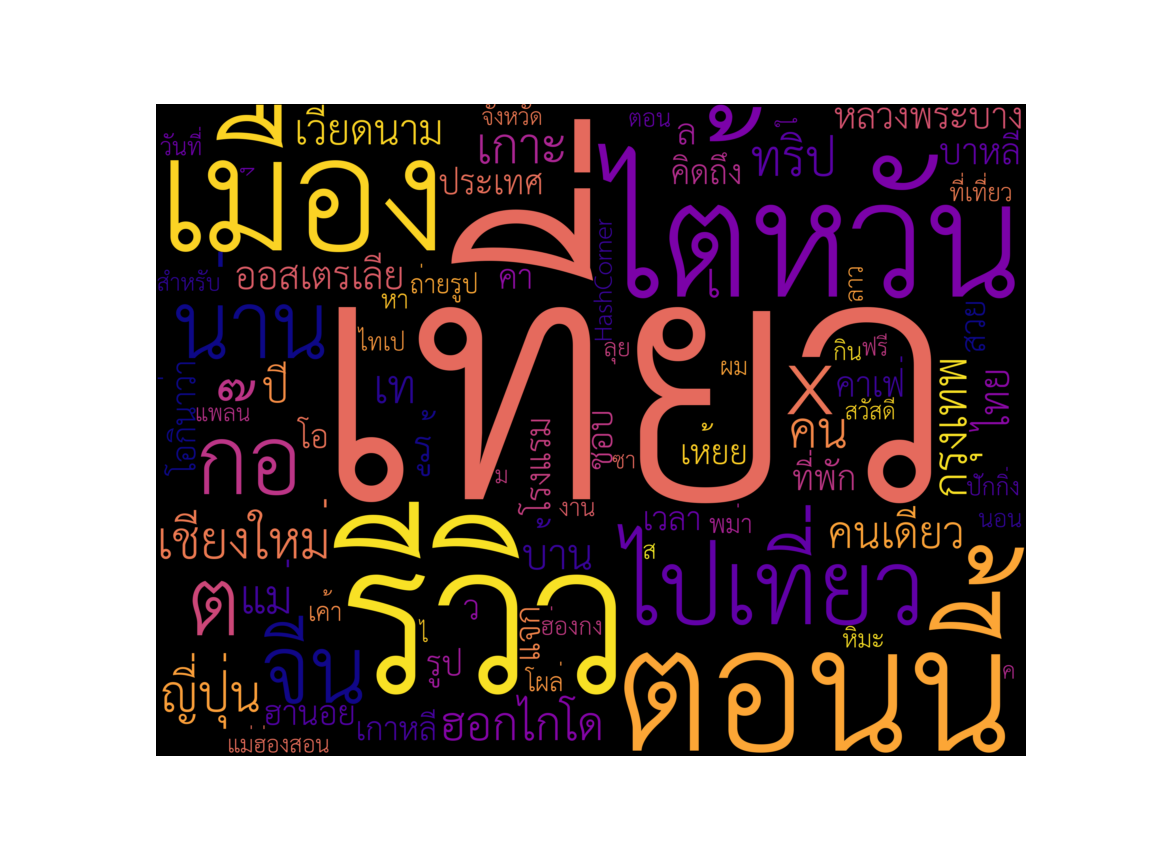 จังหวัด
ตอน
หลวงพระบาง
เวียดนาม
เกาะ
ล
วันที่
เมือง
ทริป
บาหลี
คิดถึง
ประเทศ
ที่เที่ยว
ไต้หวัน
ออสเตรเลีย
ถ่ายรูป
คา
HashCorner
เ
ลาว
สำหรับ
หา
น่าน
เที่ยว
สวย
ไทเป
ลุย
กิน
ฟรี
ผม
X
คาเฟ่
ไทย
กรุงเทพ
โอกินาวา
แพลน
ก๊
ปี
เท
สวัสดี
คน
กอ
โอ
รู้
โรงแรม
ชอบ
ซา
เห้ยย
ที่พัก
ปักกิ่ง
ม
งาน
เวลา
พม่า
คนเดียว
นอน
เชียงใหม่
รีวิว
บ้าน
ส
ไปเที่ยว
ต
แม่
เค้า
ว
ไ
แจก
ฮ่องกง
หิมะ
จีน
รูป
โผล่
ตอนนี้
ค
ญี่ปุ่น
ฮานอย
เกาหลี
ฮอกไกโด
แม่ฮ่องสอน